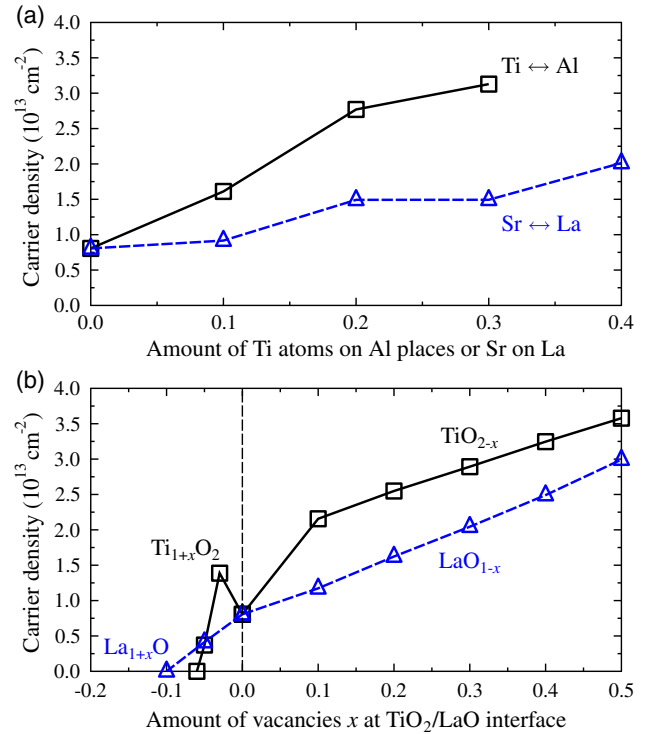 (a)
4.0
3.5
3.0
2.5
2.0
1.5
1.0
0.5
0.0
Carrier density (10¹³ cm⁻²)
Ti ↔ Al
Sr ↔ La
0.0 0.1 0.2 0.3 0.4
Amount of Ti atoms on Al places or Sr on La
(b)
4.0
3.5
3.0
2.5
2.0
1.5
1.0
0.5
0.0
Carrier density (10¹³ cm⁻²)
TiO₂₋ₓ
Ti₁₊ₓO₂
LaO₁₋ₓ
La₁₊ₓO
-0.2 -0.1 0.0 0.1 0.2 0.3 0.4 0.5
Amount of vacancies x at TiO₂/LaO interface